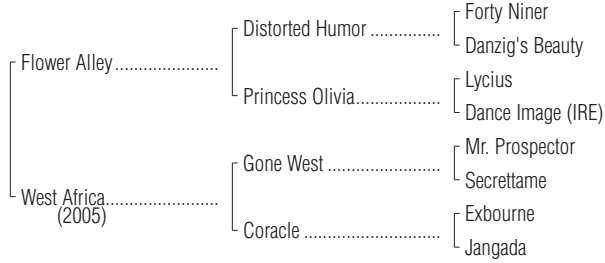 Forty Niner
Distorted Humor ...............
Danzig's Beauty
Flower Alley ......................
Lycius
Princess Olivia..................
Dance Image (IRE)
Mr. Prospector
Gone West ........................
Secrettame
West Africa........................
(2005)
Exbourne
Coracle .............................
Jangada